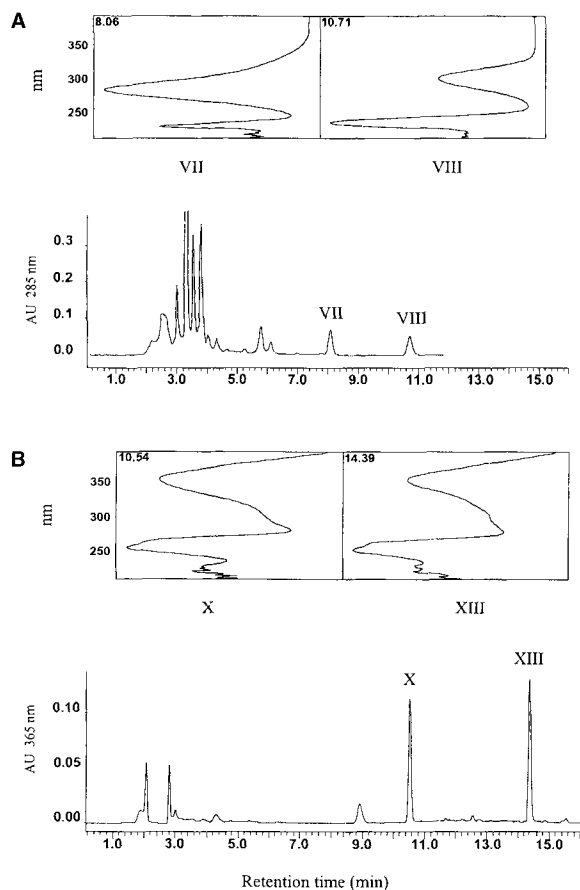 A
8.06
10.71
350
300
250
nm
VII
VIII
0.3
0.2
0.1
0.0
AU 285 nm
VII
VIII
1.0 3.0 5.0 7.0 9.0 11.0 13.0 15.0
B
10.54
14.39
350
300
250
nm
X
XIII
0.10
0.05
0.00
AU 365 nm
X
XIII
1.0 3.0 5.0 7.0 9.0 11.0 13.0 15.0
Retention time (min)